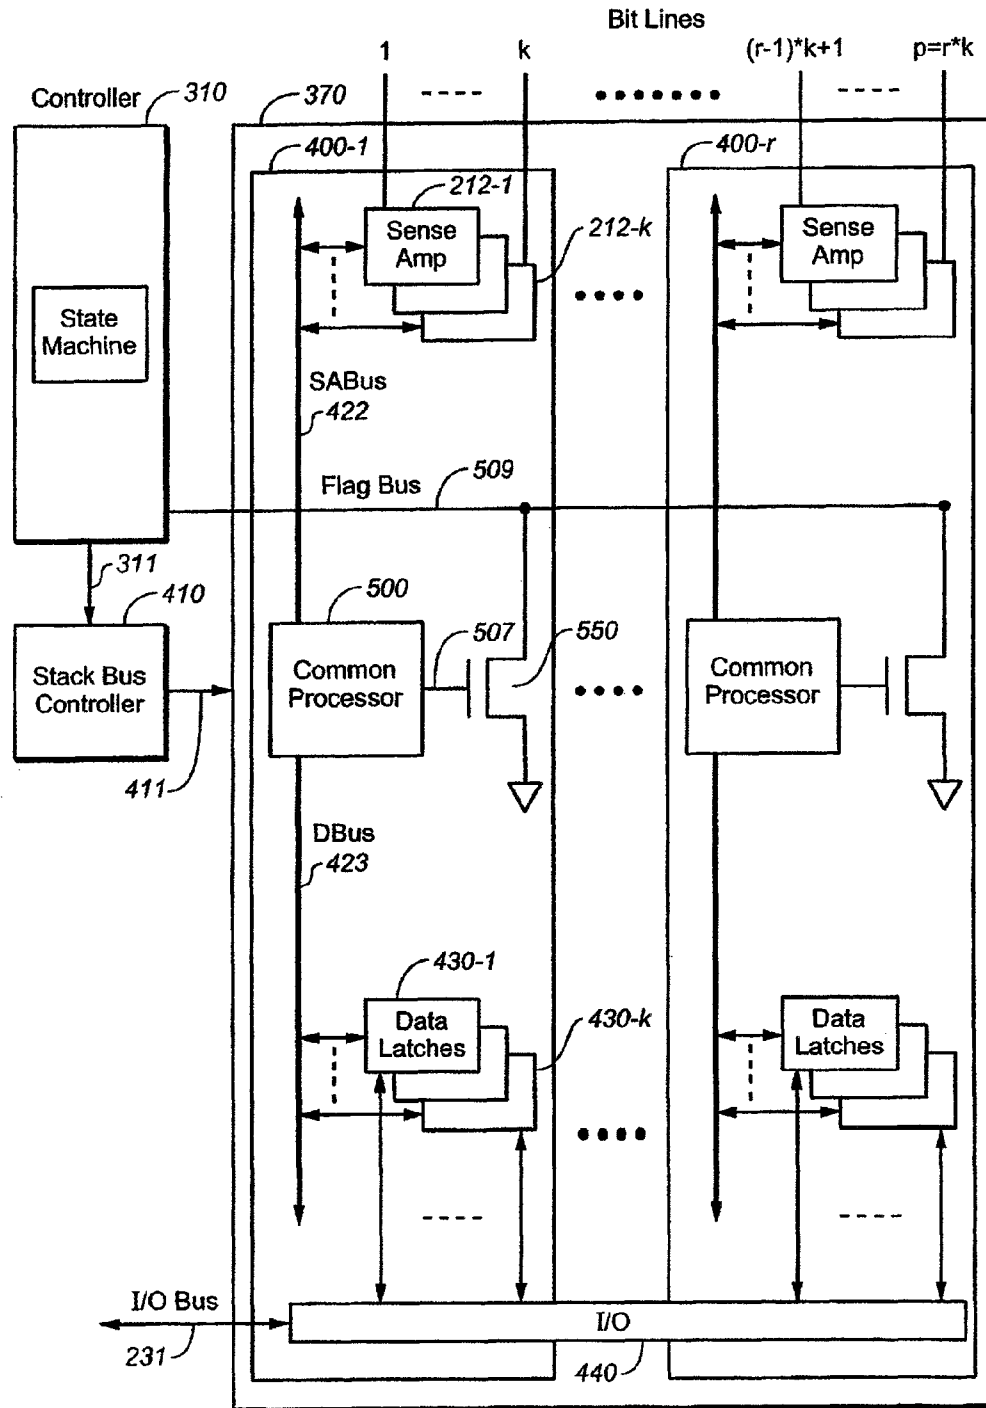 Bit Lines
1
k
(r-1)*k+1
p=r*k
Controller
310
370
400-1
400-r
212-1
Sense
Amp
212-k
Sense
Amp
State
Machine
SABus
422
Flag Bus
509
311
410
Stack Bus
Controller
411
500
Common
Processor
507
550
Common
Processor
DBus
423
430-1
Data
Latches
430-k
Data
Latches
I/O Bus
231
I/O
440